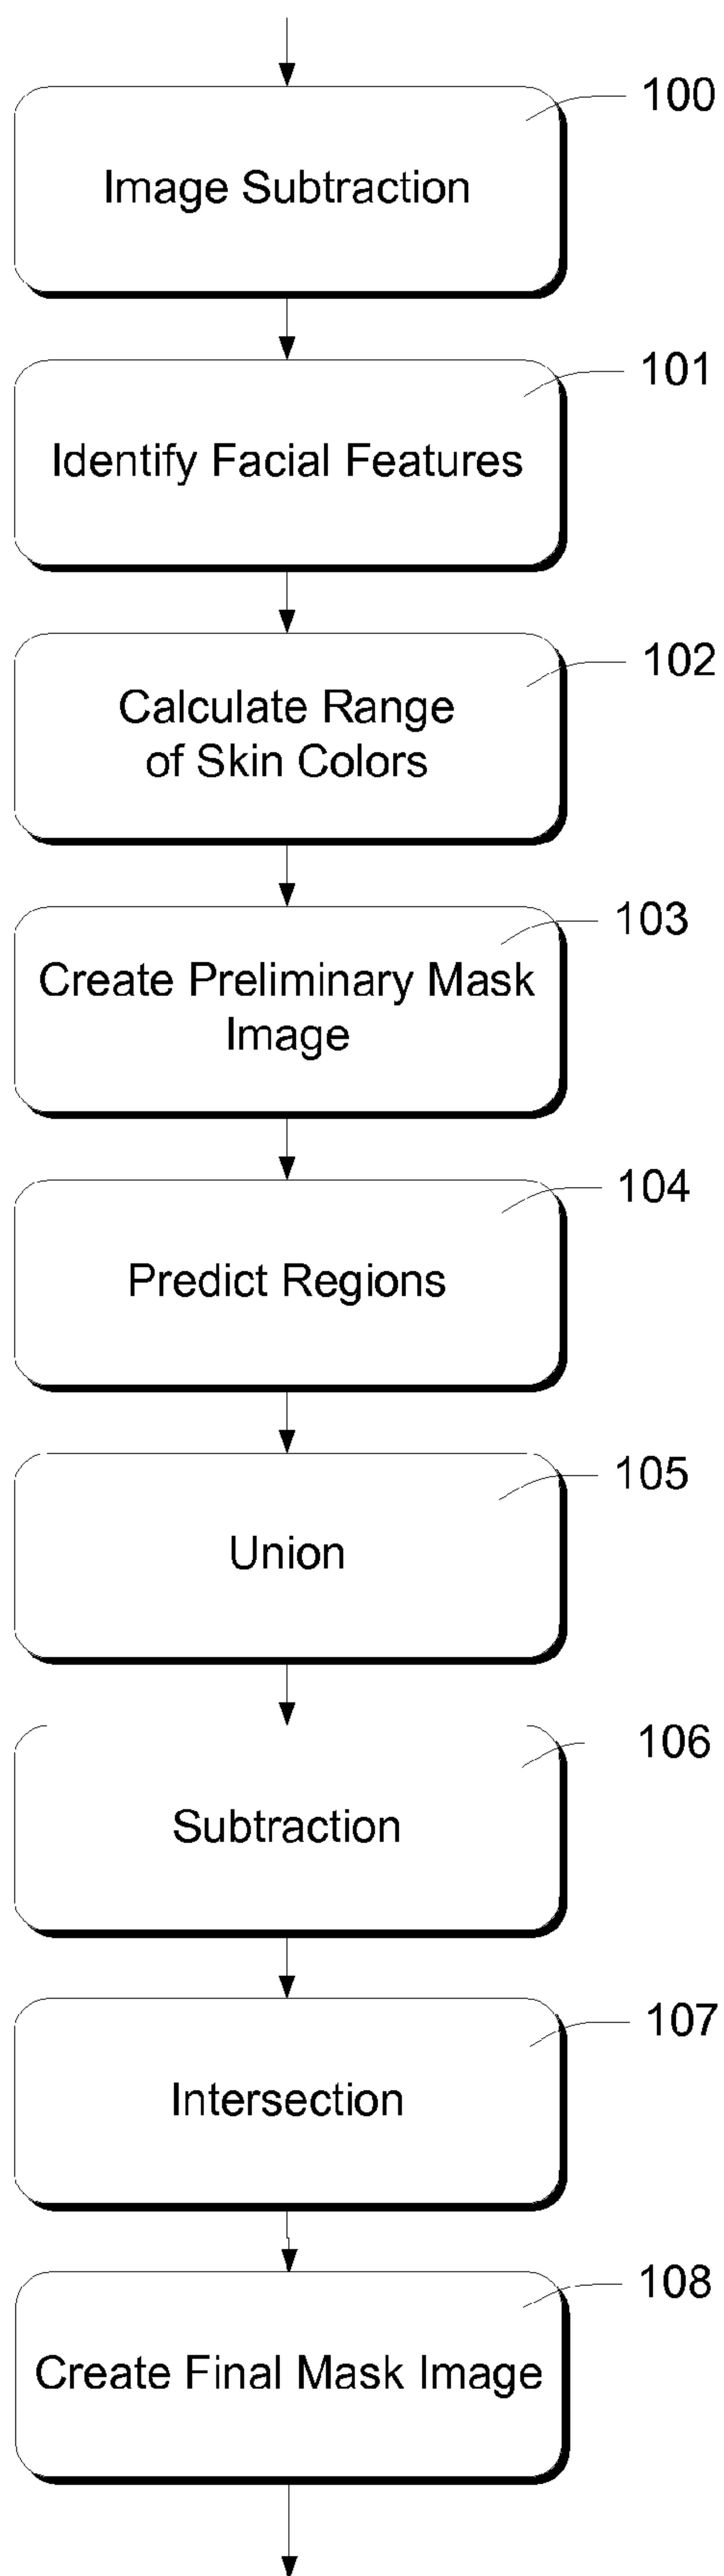 100
Image Subtraction
101
Identify Facial Features
102
Calculate Range
of Skin Colors
103
Create Preliminary Mask
Image
104
Predict Regions
105
Union
106
Subtraction
107
Intersection
108
Create Final Mask Image